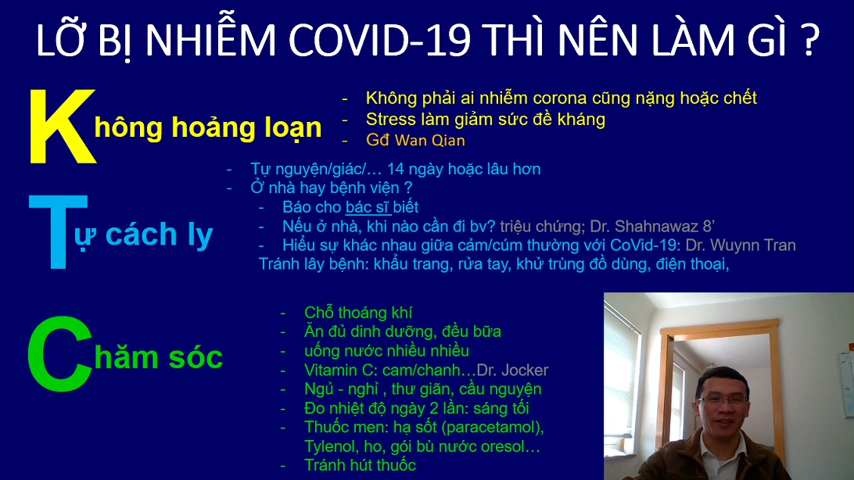 LỠ BỊ NHIỄM COVID-19 THÌ NÊN LÀM GÌ ?
Không hoảng loạn
- Không phải ai nhiễm corona cũng nặng hoặc chết
- Stress làm giảm sức đề kháng
- Gđ Wan Qian
Tự cách ly
- Tự nguyện/giác/… 14 ngày hoặc lâu hơn
- Ở nhà hay bệnh viện ?
- Báo cho bác sĩ biết
- Nếu ở nhà, khi nào cần đi bv? triệu chứng; Dr. Shahnawaz 8’
- Hiểu sự khác nhau giữa cảm/cúm thường với CoVid-19: Dr. Wuynn Tran
Tránh lây bệnh: khẩu trang, rửa tay, khử trùng đồ dùng, điện thoại,
Chăm sóc
- Chỗ thoáng khí
- Ăn đủ dinh dưỡng, đều bữa
- uống nước nhiều nhiều
- Vitamin C: cam/chanh…Dr. Jocker
- Ngủ - nghỉ , thư giãn, cầu nguyện
- Đo nhiệt độ ngày 2 lần: sáng tối
- Thuốc men: hạ sốt (paracetamol),
Tylenol, ho, gói bù nước oresol…
- Tránh hút thuốc